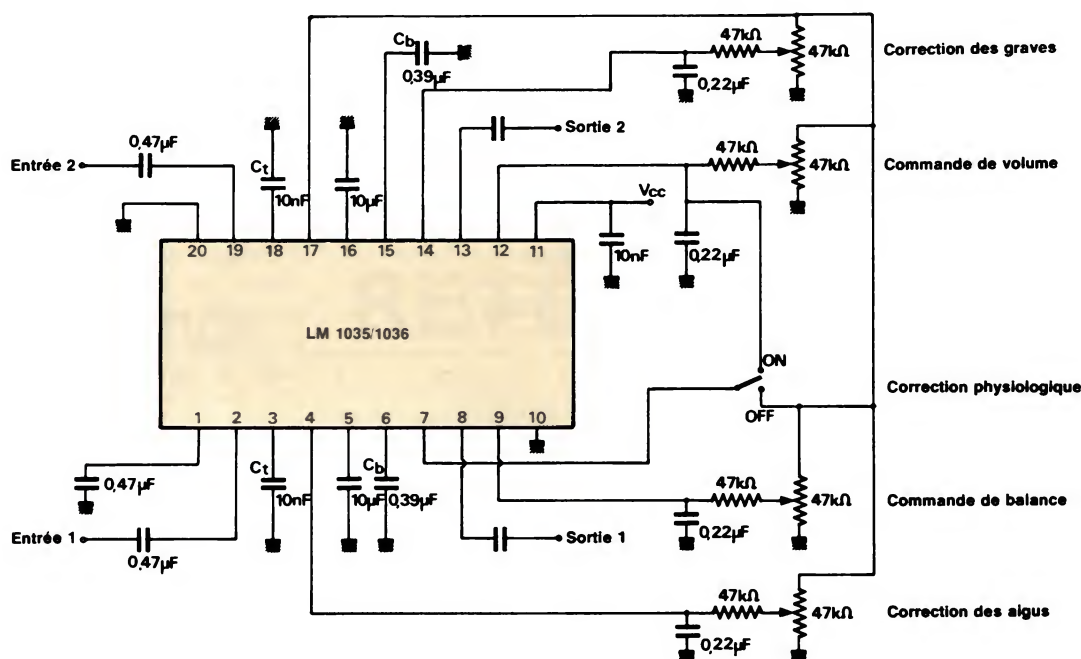 Cb
0,39µF
47kΩ
47kΩ
Correction des graves
0,22µF
Sortie 2
0,47µF
Entrée 2
Ct
10nF
10µF
47kΩ
47kΩ
Commande de volume
Vcc
10nF
0,22µF
20 19 18 17 16 15 14 13 12 11
LM 1035/1036
ON
Correction physiologique
OFF
1 2 3 4 5 6 7 8 9 10
0,47µF
Ct
10nF
10µF
Cb
0,39µF
47kΩ
47kΩ
Commande de balance
0,22µF
Entrée 1
0,47µF
Sortie 1
47kΩ
47kΩ
Correction des aigus
0,22µF